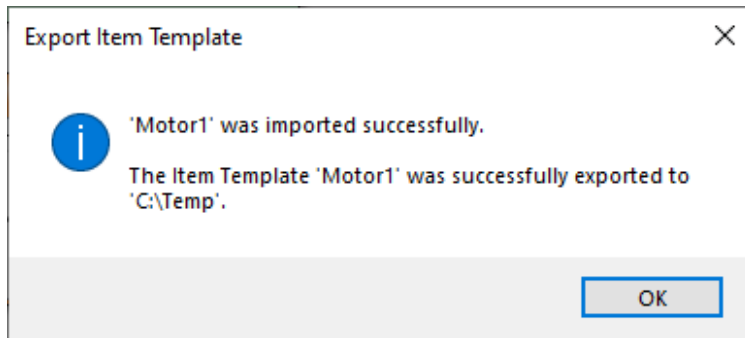 Export Item Template
'Motor1' was imported successfully.
The Item Template 'Motor1' was successfully exported to
'C:\Temp'.
OK